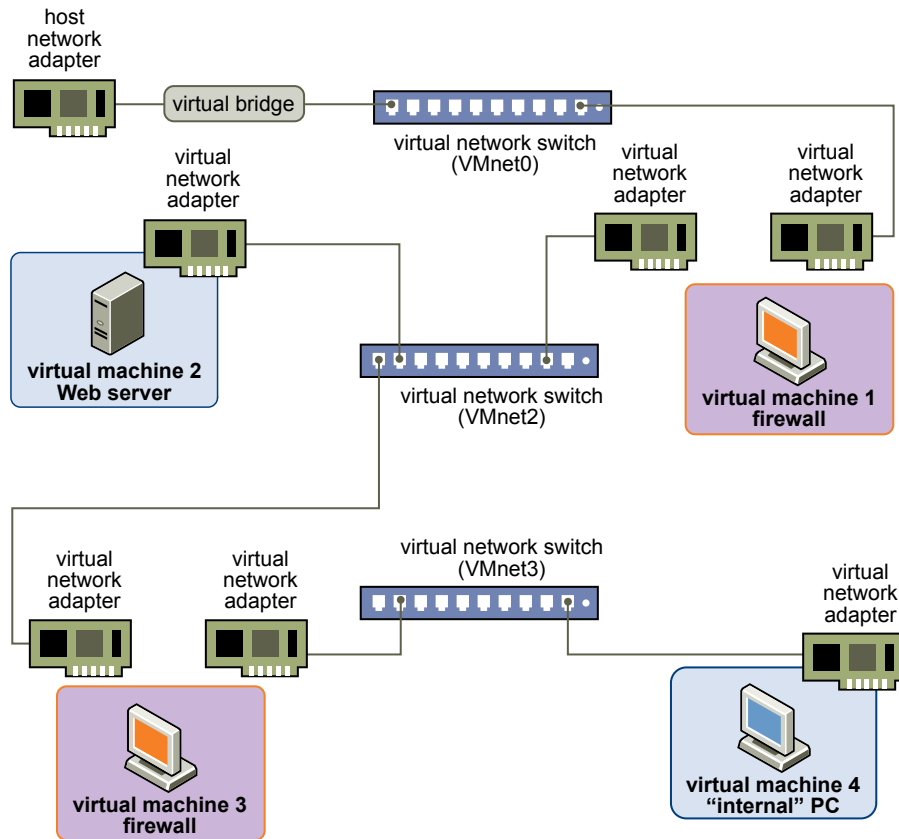 host
network
adapter
virtual bridge
virtual network switch
(VMnet0)
virtual
network
adapter
virtual
network
adapter
virtual
network
adapter
virtual machine 2
Web server
virtual network switch
(VMnet2)
virtual machine 1
firewall
virtual
network
adapter
virtual
network
adapter
virtual network switch
(VMnet3)
virtual
network
adapter
virtual machine 3
firewall
virtual machine 4
“internal” PC